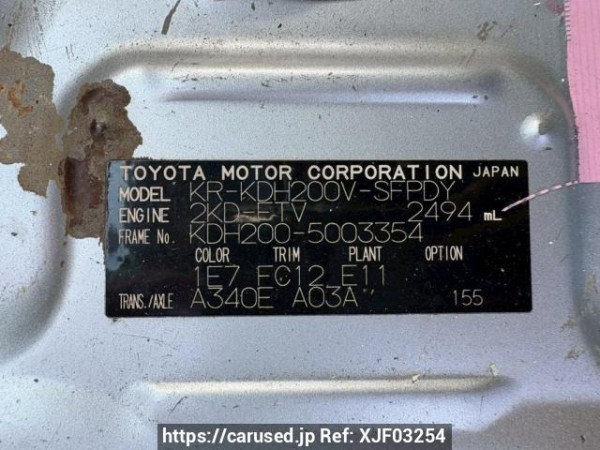 TOYOTA MOTOR CORPORATION JAPAN
MODEL KR-KDH200V-SFPDY
ENGINE 2KD-FTV 2494 mL
FRAME No. KDH200-5003354
COLOR TRIM PLANT OPTION
1E7 FC12 E11
TRANS./AXLE A340E A03A 155
https://carused.jp Ref: XJF03254